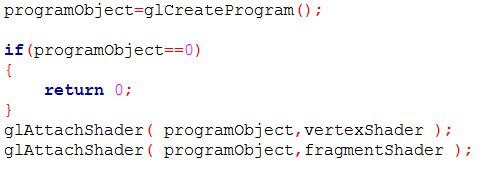 programObject=glCreateProgram();
if(programObject==0)
{
return 0;
}
glAttachShader( programObject,vertexShader );
glAttachShader( programObject,fragmentShader );